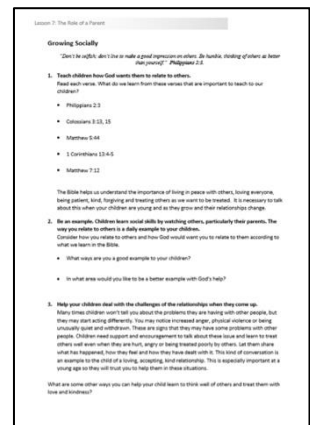 Lesson 7: The Role of a Parent
Growing Socially
"Don't be selfish; don't live to make a good impression on others. Be humble, thinking of others as better
than yourself." Philippians 2:3
1. Teach children how God wants them to relate to others.
Read each verse. What do we learn from these verses that are important to teach to our
children?
• Philippians 2:3
• Colossians 3:13, 15
• Matthew 5:44
• 1 Corinthians 13:4-5
• Matthew 7:12
The Bible helps us understand the importance of living in peace with others, loving everyone,
being patient, kind, forgiving and treating others as we want to be treated. It is necessary to talk
about this when your children are young and as they grow and their relationships change.
2. Be an example. Children learn social skills by watching others, particularly their parents. The
way you relate to others is a daily example to your children.
Consider how you relate to others and how God would want you to relate to them according to
what we learn in the Bible.
• What ways are you a good example to your children?
• In what area would you like to be a better example with God's help?
3. Help your children deal with the challenges of the relationships when they come up.
Many times children won't tell you about the problems they are having with other people, but
they may start acting differently. You may notice increased anger, physical violence or being
unusually quiet and withdrawn. These are signs that they may have some problems with other
people. Children need support and encouragement to talk about these issue and learn to treat
others well even when they are hurt, angry or being treated poorly by others. Let them share
what has happened, how they feel and how they have dealt with it. This kind of conversation is
an example to the child of a loving, accepting, kind relationship. This is especially important at a
young age so they will trust you to help them in these situations.
What are some other ways you can help your child learn to think well of others and treat them with
love and kindness?